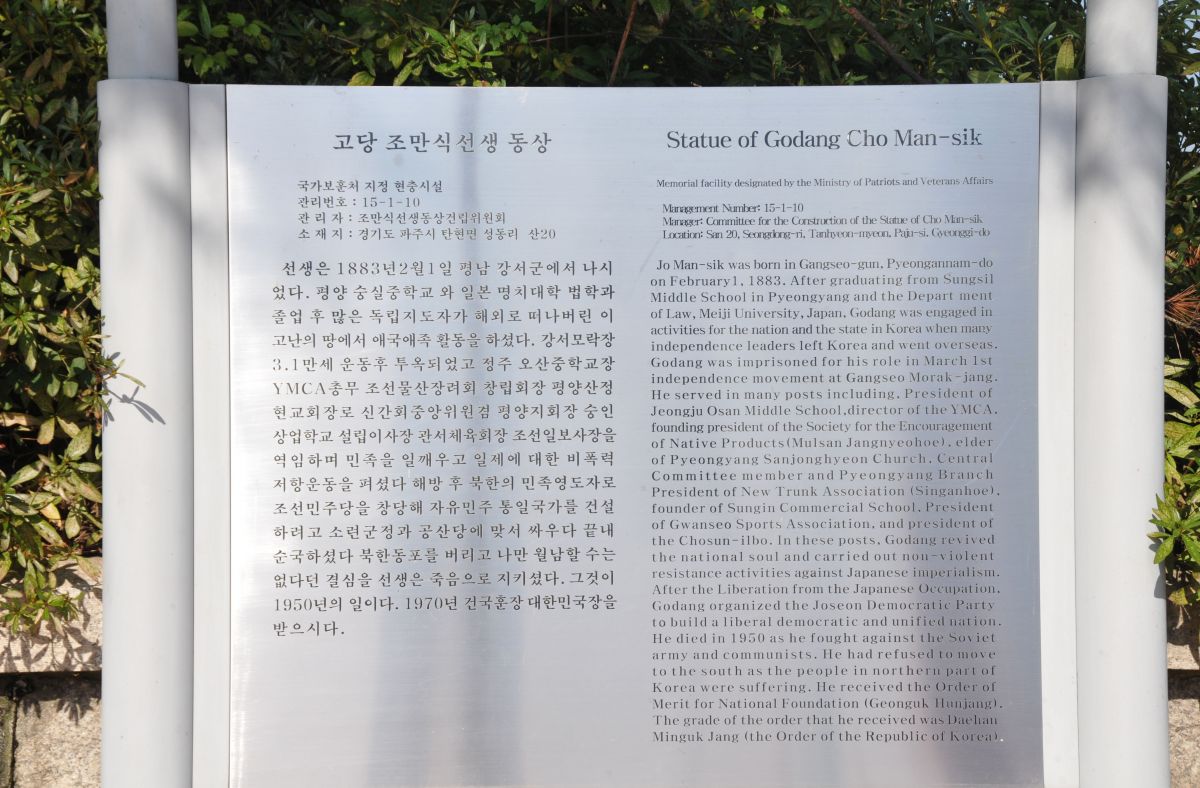 고당 조만식선생 동상
국가보훈처 지정 현충시설
관리번호 : 15-1-10
관 리 자 : 조만식선생동상건립위원회
소 재 지 : 경기도 파주시 탄현면 성동리 산20
선생은 1883년2월1일 평남 강서군에서 나시
었다. 평양 숭실중학교 와 일본 명치대학 법학과
졸업 후 많은 독립지도자가 해외로 떠나버린 이
고난의 땅에서 애국애족 활동을 하셨다. 강서모락장
3.1만세 운동후 투옥되었고 정주 오산중학교장
YMCA총무 조선물산장려회 창립회장 평양산정
현교회장로 신간회중앙위원겸 평양지회장 숭인
상업학교 설립이사장 관서체육회장 조선일보사장을
역임하며 민족을 일깨우고 일제에 대한 비폭력
저항운동을 펴셨다 해방 후 북한의 민족영도자로
조선민주당을 창당해 자유민주 통일국가를 건설
하려고 소련군정과 공산당에 맞서 싸우다 끝내
순국하셨다 북한동포를 버리고 나만 월남할 수는
없다던 결심을 선생은 죽음으로 지키셨다. 그것이
1950년의 일이다. 1970년 건국훈장 대한민국장을
받으시다.
Statue of Godang Cho Man-sik
Memorial facility designated by the Ministry of Patriots and Veterans Affairs
Management Number: 15-1-10
Manager: Committee for the Construction of the Statue of Cho Man-sik
Location: San 20, Seongdong-ri, Tanhyeon-myeon, Paju-si, Gyeonggi-do
Jo Man-sik was born in Gangseo-gun, Pyeongannam-do
on February1, 1883. After graduating from Sungsil
Middle School in Pyeongyang and the Depart ment
of Law, Meiji University, Japan, Godang was engaged in
activities for the nation and the state in Korea when many
independence leaders left Korea and went overseas.
Godang was imprisoned for his role in March 1st
independence movement at Gangseo Morak-jang.
He served in many posts including, President of
Jeongju Osan Middle School,director of the YMCA,
founding president of the Society for the Encouragement
of Native Products(Mulsan Jangnyeohoe), elder
of Pyeongyang Sanjonghyeon Church, Central
Committee member and Pyeongyang Branch
President of New Trunk Association (Singanhoe),
founder of Sungin Commercial School, President
of Gwanseo Sports Association, and president of
the Chosun-ilbo. In these posts, Godang revived
the national soul and carried out non-violent
resistance activities against Japanese imperialism.
After the Liberation from the Japanese Occupation,
Godang organized the Joseon Democratic Party
to build a liberal democratic and unified nation.
He died in 1950 as he fought against the Soviet
army and communists. He had refused to move
to the south as the people in northern part of
Korea were suffering. He received the Order of
Merit for National Foundation (Geonguk Hunjang).
The grade of the order that he received was Daehan
Minguk Jang (the Order of the Republic of Korea).